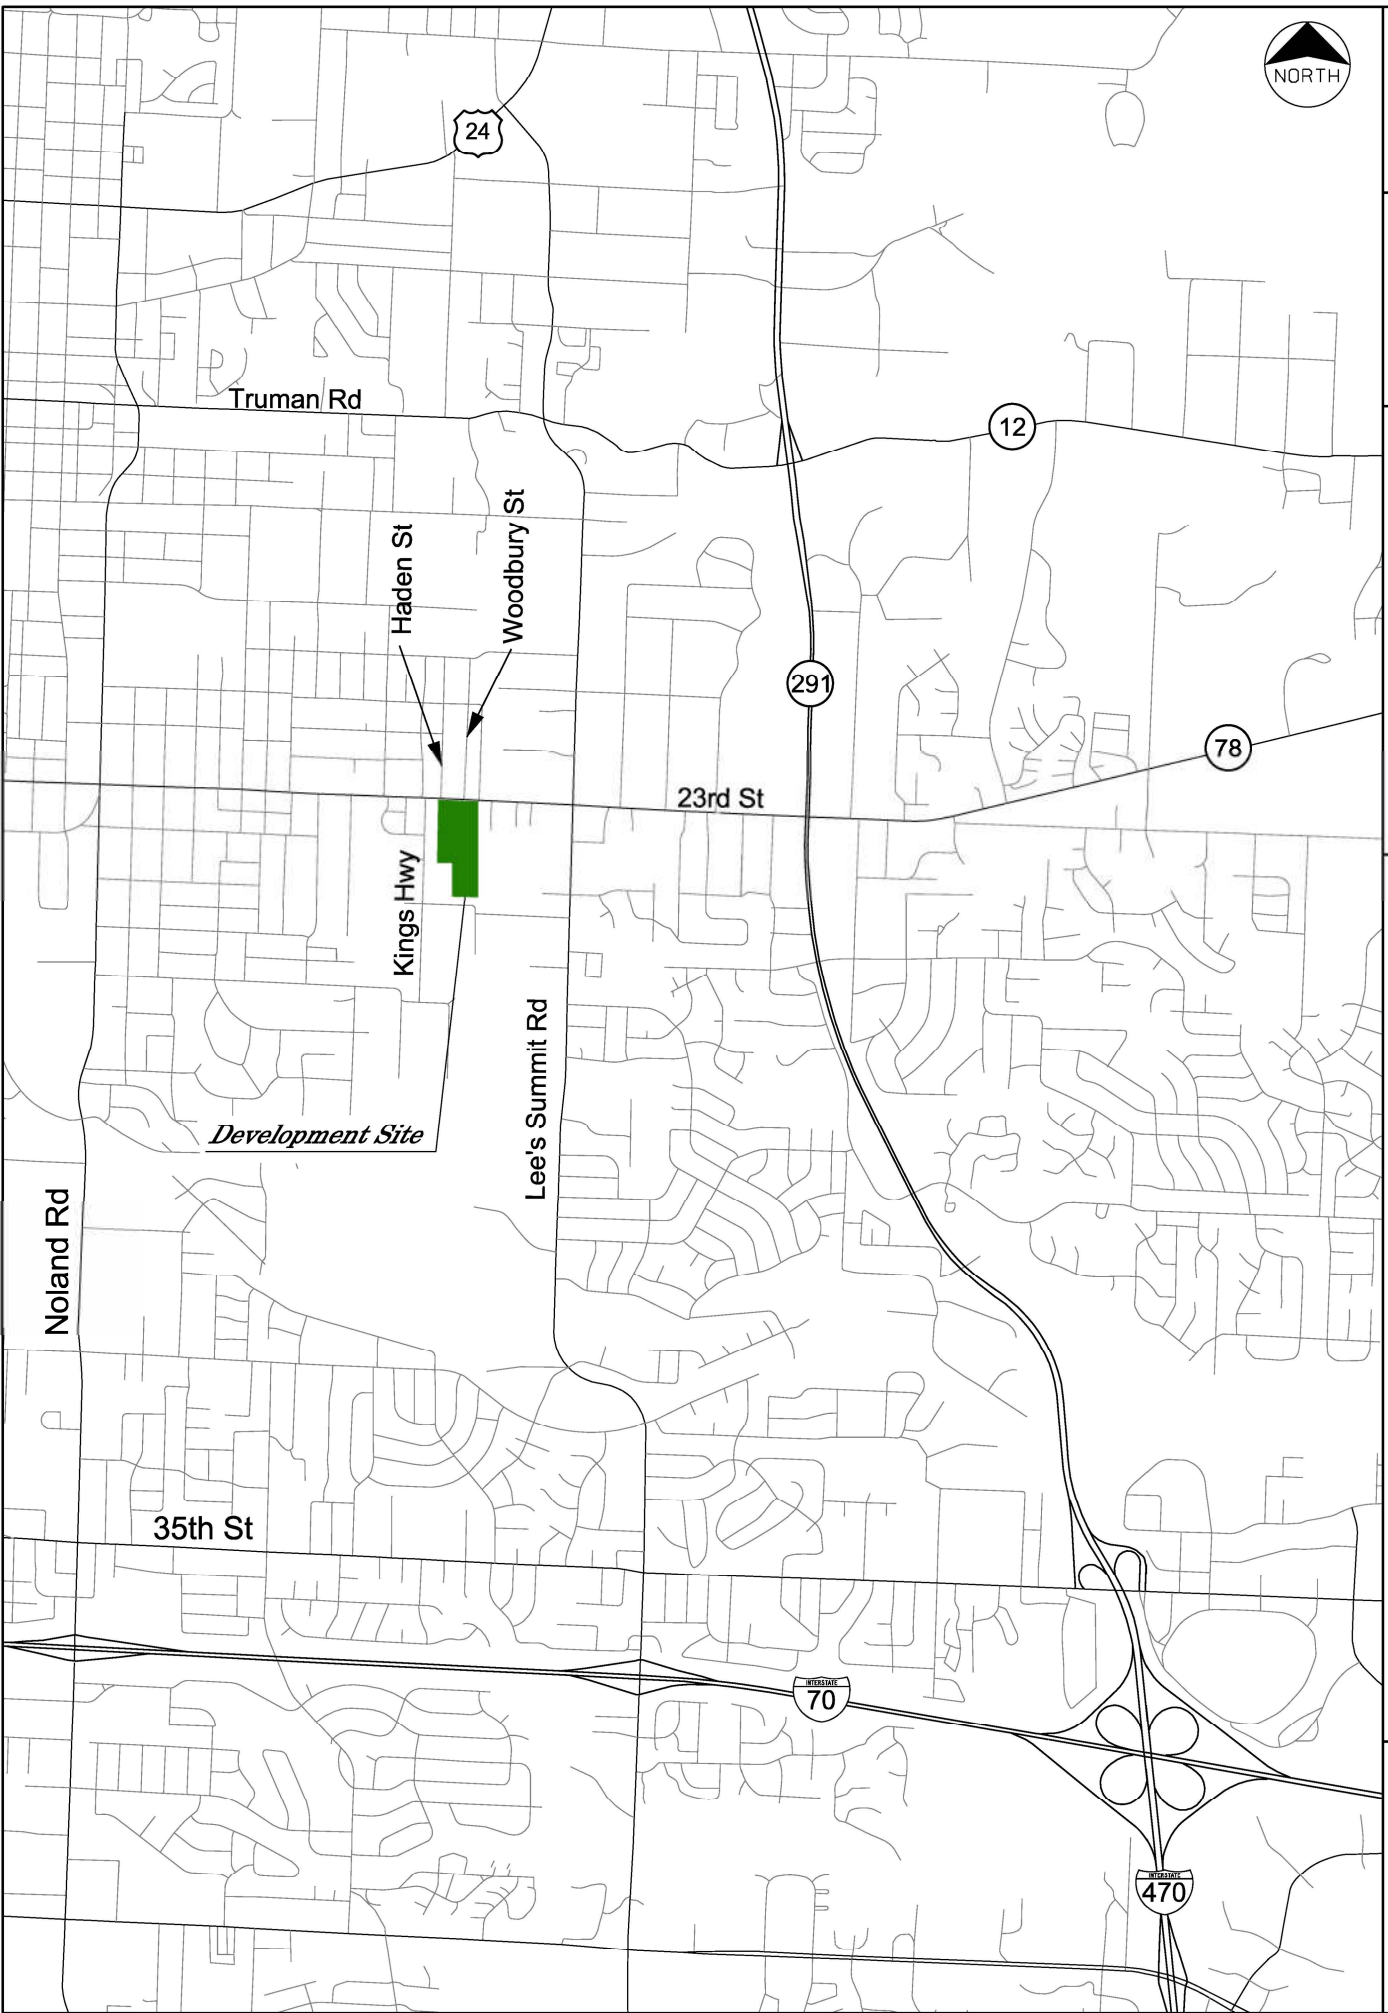 NORTH
24
Truman Rd
12
Haden St
Woodbury St
291
78
23rd St
Kings Hwy
Lee's Summit Rd
Development Site
Noland Rd
35th St
INTERSTATE
70
INTERSTATE
470